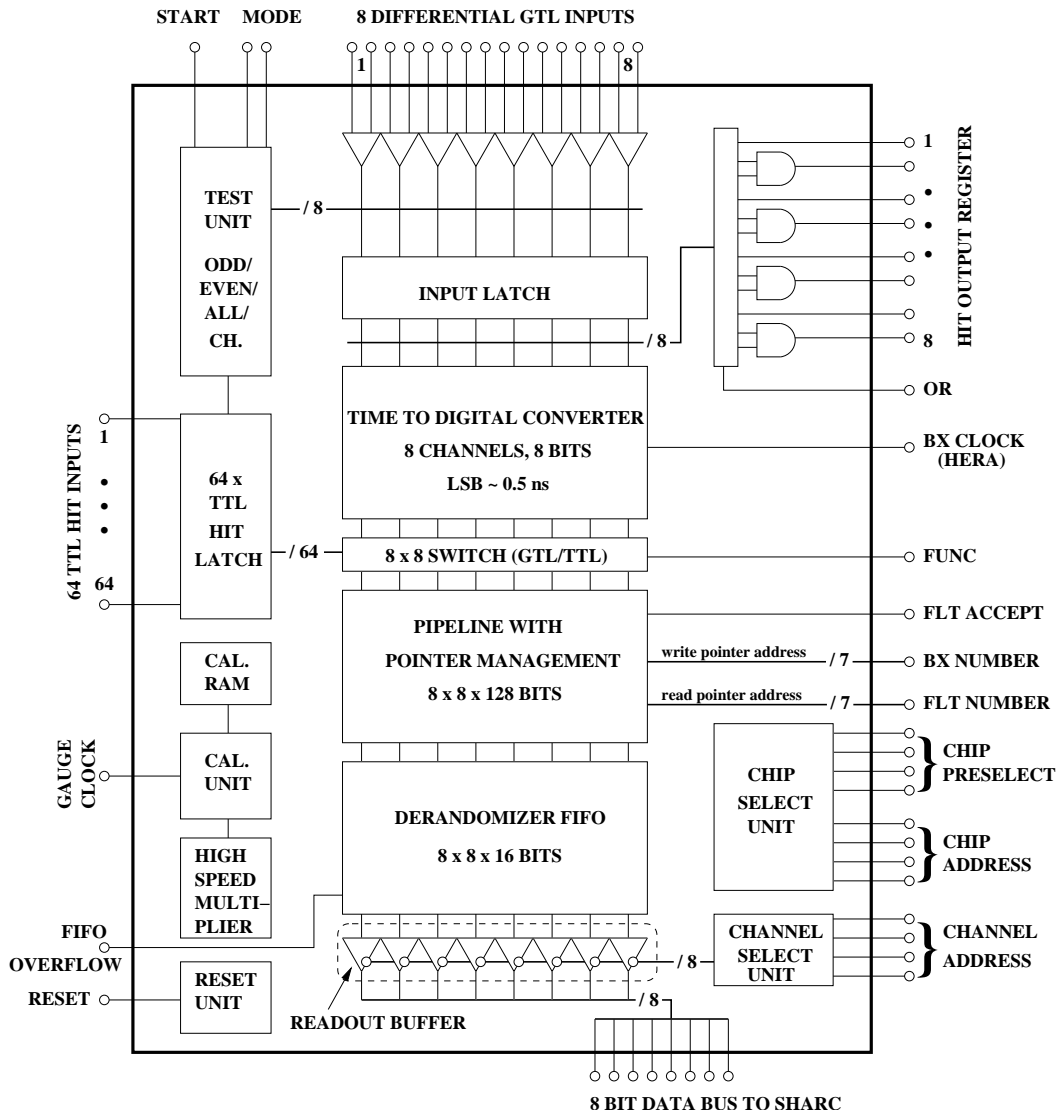 START MODE 8 DIFFERENTIAL GTL INPUTS
1 8
TEST
UNIT
ODD/
EVEN/
ALL/
CH.
/ 8
INPUT LATCH
/ 8
1
8
HIT OUTPUT REGISTER
OR
TIME TO DIGITAL CONVERTER
8 CHANNELS, 8 BITS
LSB ~ 0.5 ns
BX CLOCK
(HERA)
64 TTL HIT INPUTS
1
64
64 x
TTL
HIT
LATCH
/ 64
8 x 8 SWITCH (GTL/TTL)
FUNC
PIPELINE WITH
POINTER MANAGEMENT
8 x 8 x 128 BITS
FLT ACCEPT
write pointer address / 7 BX NUMBER
read pointer address / 7 FLT NUMBER
CAL.
RAM
GAUGE
CLOCK
CAL.
UNIT
HIGH
SPEED
MULTI-
PLIER
DERANDOMIZER FIFO
8 x 8 x 16 BITS
CHIP
SELECT
UNIT
CHIP
PRESELECT
CHIP
ADDRESS
FIFO
OVERFLOW
RESET
RESET
UNIT
READOUT BUFFER
/ 8
CHANNEL
SELECT
UNIT
CHANNEL
ADDRESS
/ 8
8 BIT DATA BUS TO SHARC